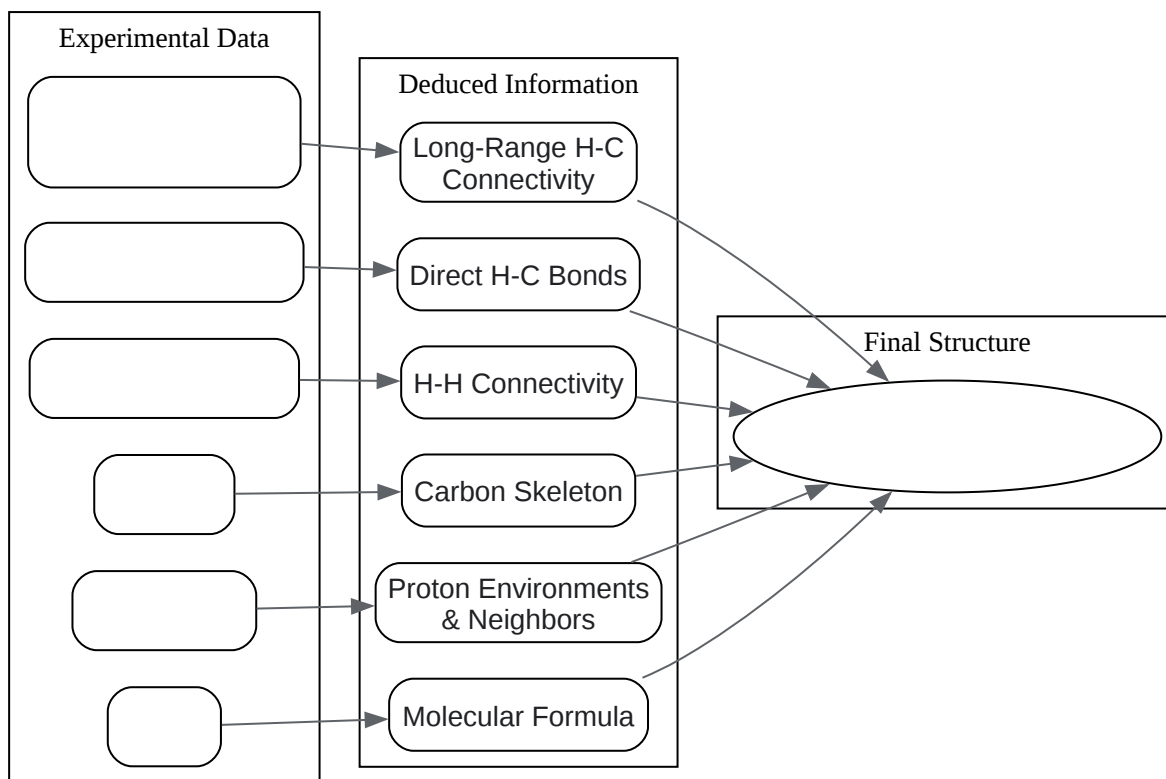 Experimental Data
Deduced Information
Long-Range H-C
Connectivity
Direct H-C Bonds
H-H Connectivity
Carbon Skeleton
Proton Environments
& Neighbors
Molecular Formula
Final Structure